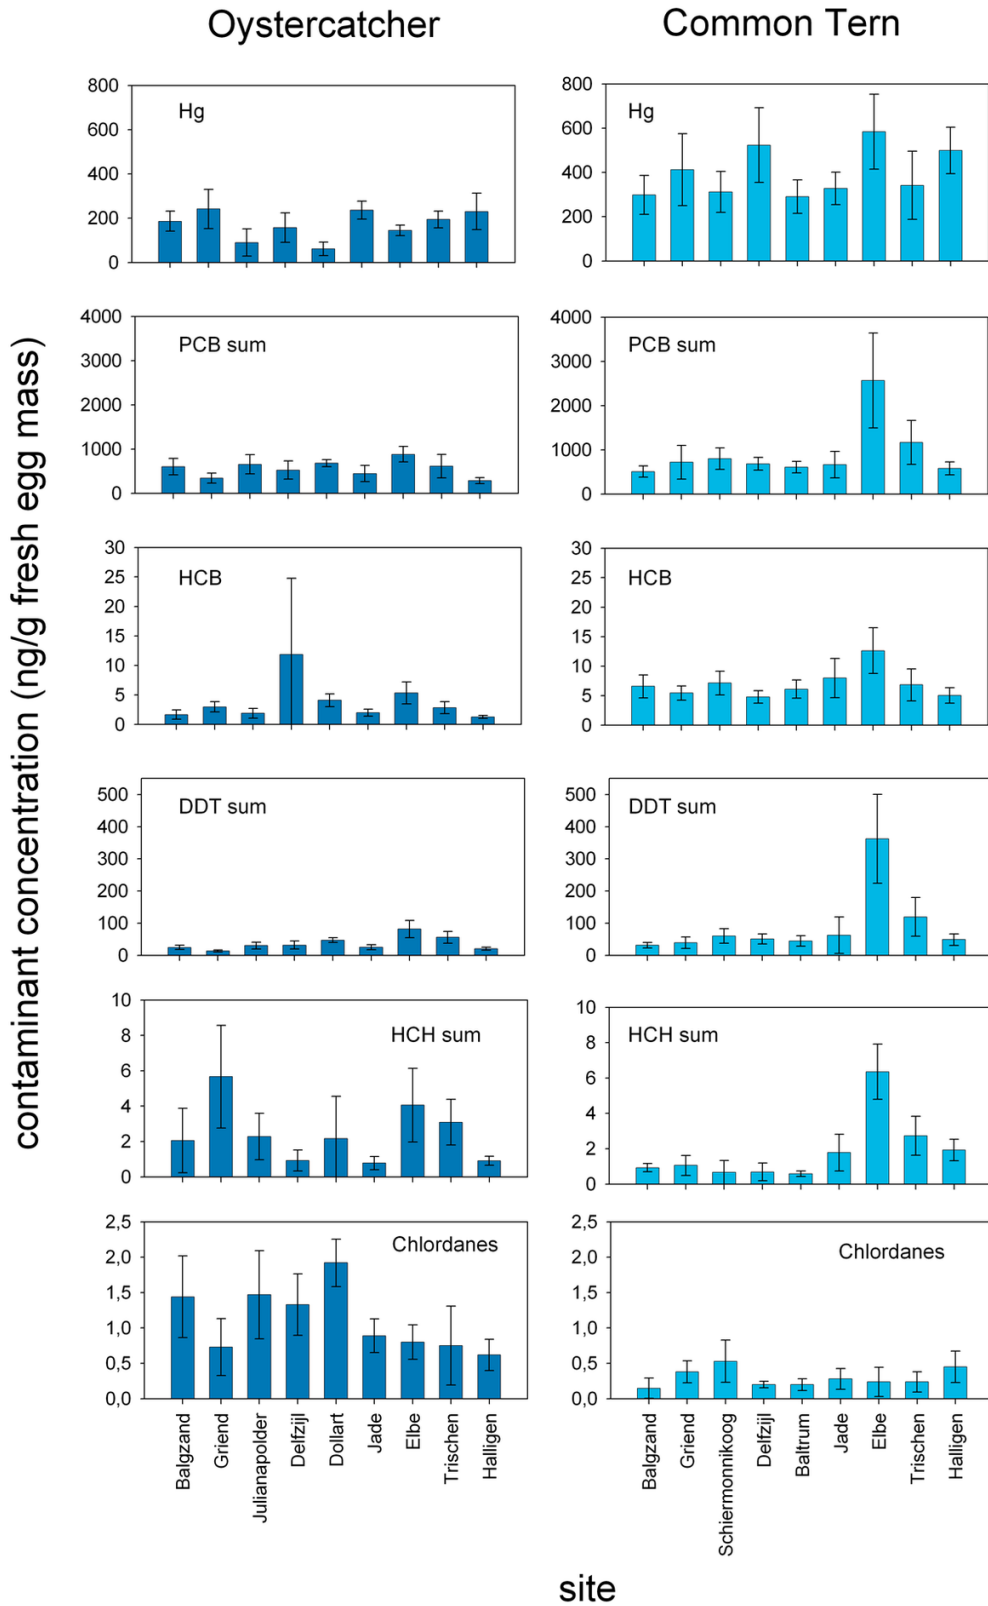 Oystercatcher
Common Tern
contaminant concentration (ng/g fresh egg mass)
Hg
800
600
400
200
0
Hg
800
600
400
200
0
PCB sum
4000
3000
2000
1000
0
PCB sum
4000
3000
2000
1000
0
HCB
30
25
20
15
10
5
0
HCB
30
25
20
15
10
5
0
DDT sum
500
400
300
200
100
0
DDT sum
500
400
300
200
100
0
HCH sum
10
8
6
4
2
0
HCH sum
10
8
6
4
2
0
Chlordanes
2,5
2,0
1,5
1,0
0,5
0,0
Chlordanes
2,5
2,0
1,5
1,0
0,5
0,0
Balgzand
Griend
Julianapolder
Delfzijl
Dollart
Jade
Elbe
Trischen
Halligen
Balgzand
Griend
Schiermonnikoog
Delfzijl
Baltrum
Jade
Elbe
Trischen
Halligen
site